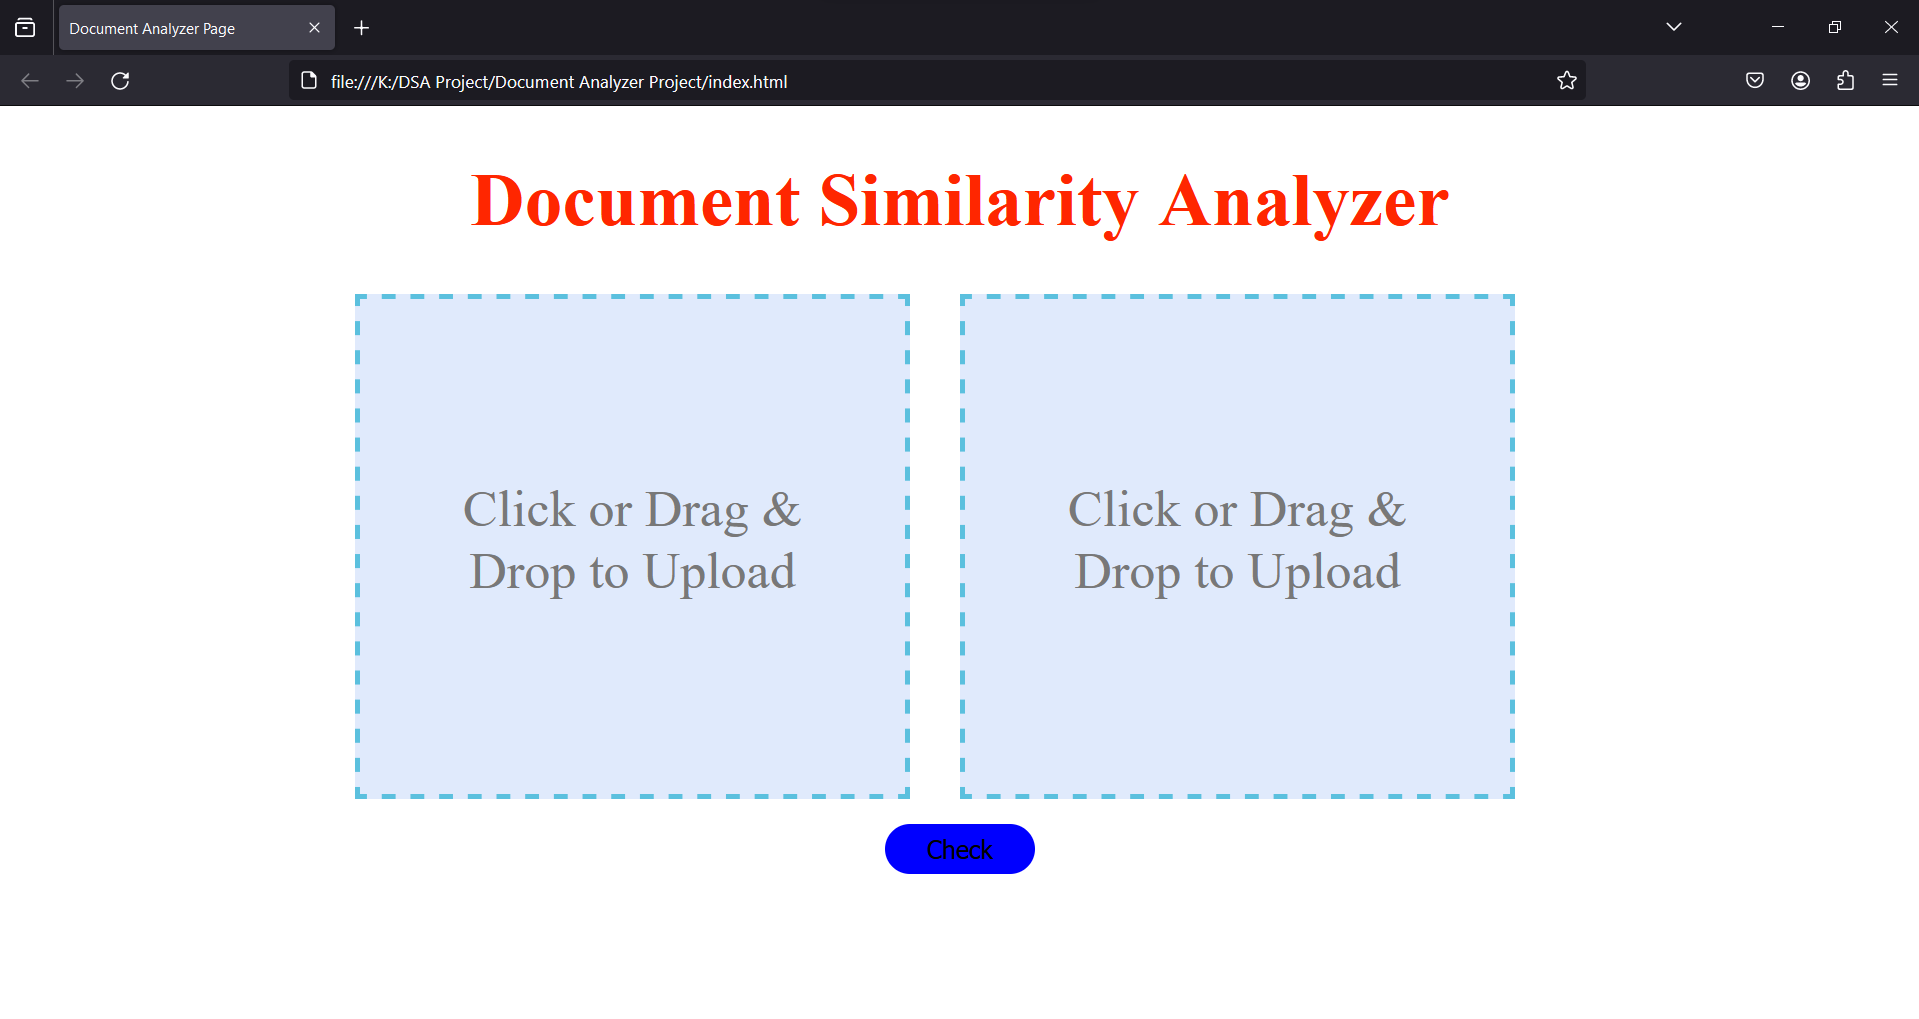 Document Analyzer Page
file:///K:/DSA Project/Document Analyzer Project/index.html
Document Similarity Analyzer
Click or Drag &
Drop to Upload
Click or Drag &
Drop to Upload
Check